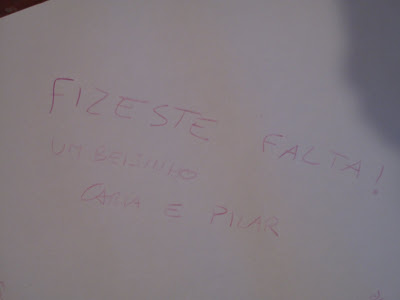 FIZESTE FALTA!
UM BEIJINHO
CARLA E PILAR